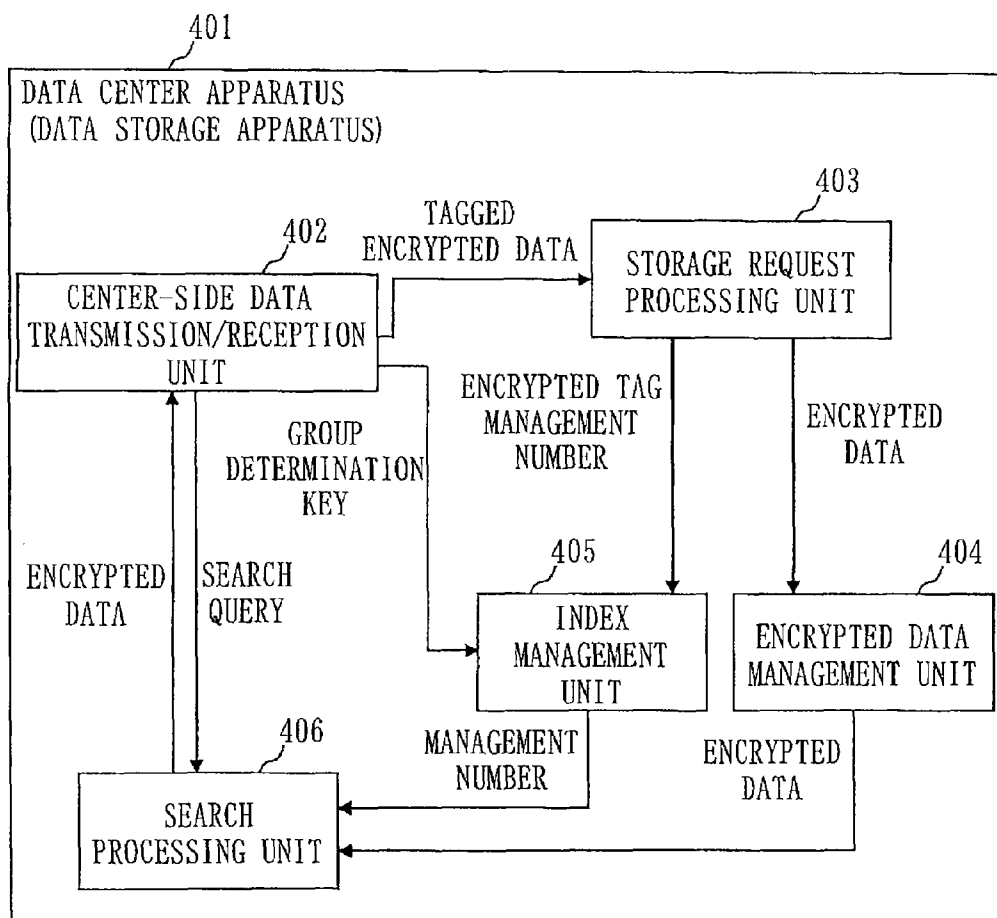 401
DATA CENTER APPARATUS
(DATA STORAGE APPARATUS)
403
TAGGED
ENCRYPTED DATA
402
STORAGE REQUEST
PROCESSING UNIT
CENTER-SIDE DATA
TRANSMISSION/RECEPTION
UNIT
ENCRYPTED TAG
MANAGEMENT
NUMBER
ENCRYPTED
DATA
GROUP
DETERMINATION
KEY
405
404
ENCRYPTED
DATA
SEARCH
QUERY
INDEX
MANAGEMENT
UNIT
ENCRYPTED DATA
MANAGEMENT UNIT
406
MANAGEMENT
NUMBER
ENCRYPTED
DATA
SEARCH
PROCESSING UNIT